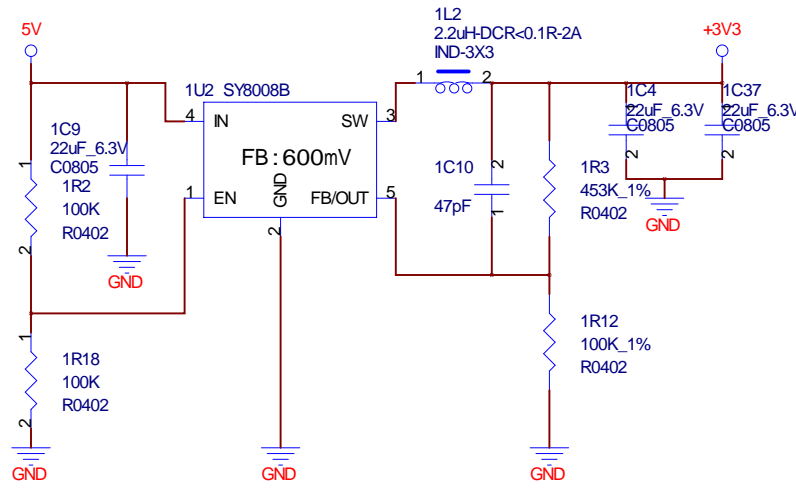 5V
1L2
2.2uH-DCR<0.1R-2A
IND-3X3
+3V3
1U2 SY8008B
1 2
1C4
22uF_6.3V
C0805
1C37
22uF_6.3V
C0805
1C9
22uF_6.3V
C0805
4 IN
SW 3
FB:600mV
1 EN
GND
2
FB/OUT 5
1
1R2
100K
R0402
2
2
1C10
47pF
1
1R3
453K_1%
R0402
2
2
GND
GND
1
1R18
100K
R0402
2
1R12
100K_1%
R0402
GND
GND
GND